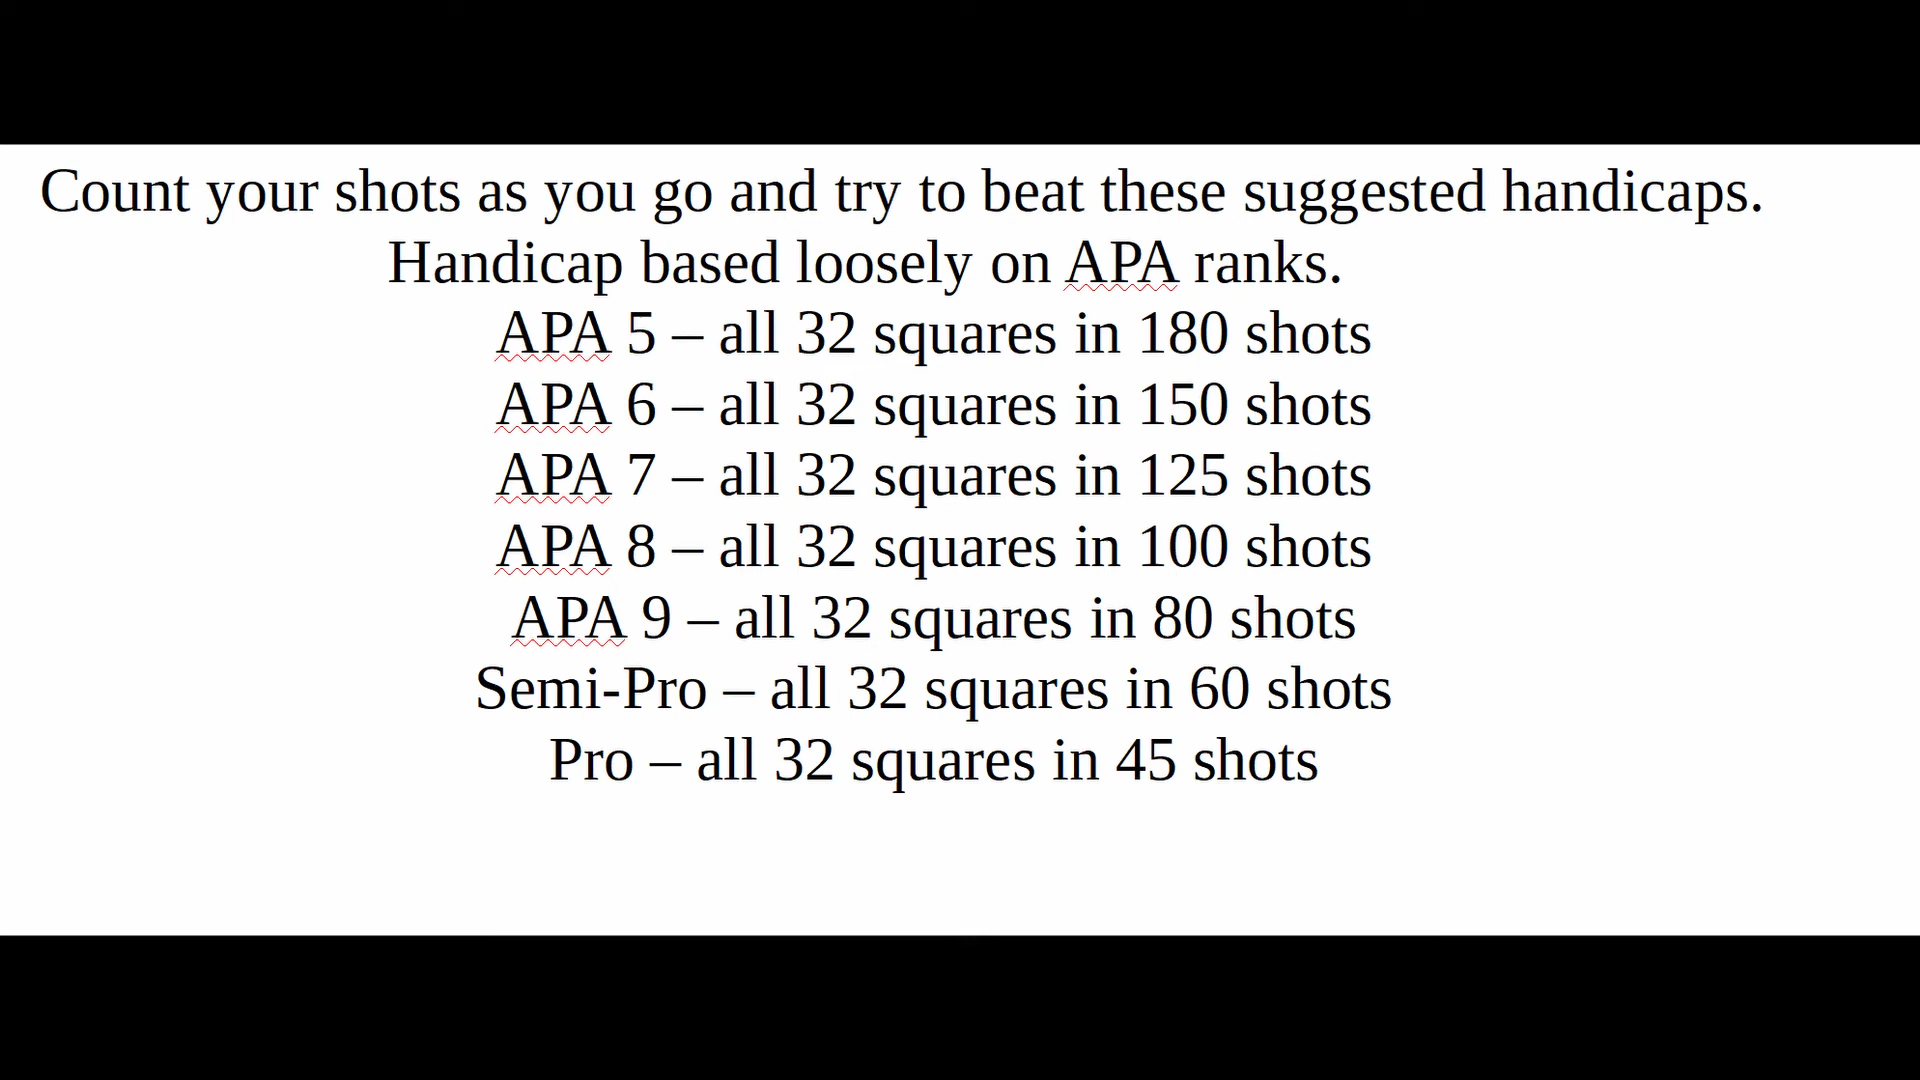 Count your shots as you go and try to beat these suggested handicaps.
Handicap based loosely on APA ranks.
APA 5 – all 32 squares in 180 shots
APA 6 – all 32 squares in 150 shots
APA 7 – all 32 squares in 125 shots
APA 8 – all 32 squares in 100 shots
APA 9 – all 32 squares in 80 shots
Semi-Pro – all 32 squares in 60 shots
Pro – all 32 squares in 45 shots